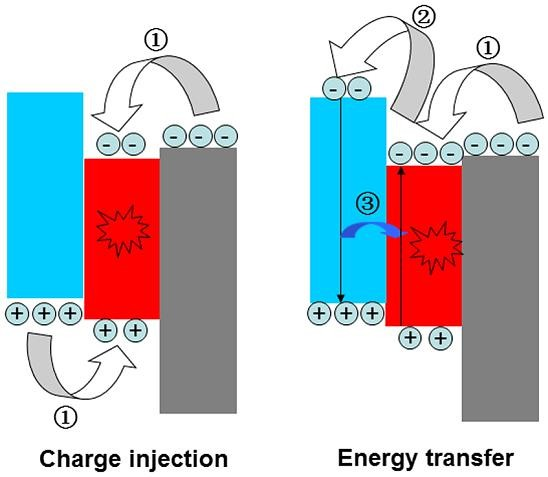 ① ② ①
- - - - -
- -
- - - - - -
③
+ + + + + +
+ + + +
①
Charge injection Energy transfer